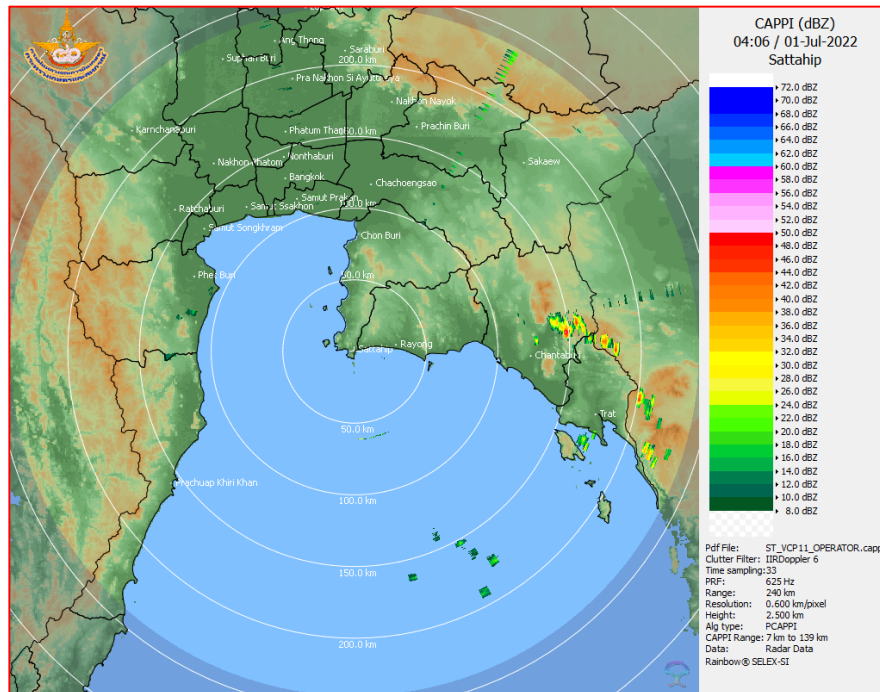 CAPPI (dBZ)
04:06 / 01-Jul-2022
Sattahip
72.0 dBZ
70.0 dBZ
68.0 dBZ
66.0 dBZ
64.0 dBZ
62.0 dBZ
60.0 dBZ
58.0 dBZ
56.0 dBZ
54.0 dBZ
52.0 dBZ
50.0 dBZ
48.0 dBZ
46.0 dBZ
44.0 dBZ
42.0 dBZ
40.0 dBZ
38.0 dBZ
36.0 dBZ
34.0 dBZ
32.0 dBZ
30.0 dBZ
28.0 dBZ
26.0 dBZ
24.0 dBZ
22.0 dBZ
20.0 dBZ
18.0 dBZ
16.0 dBZ
14.0 dBZ
12.0 dBZ
10.0 dBZ
8.0 dBZ
Pdf File: ST_VCP11_OPERATOR.capp
Clutter Filter: IIRDoppler 6
Time sampling:33
PRF: 625 Hz
Range: 240 km
Resolution: 0.600 km/pixel
Height: 2.500 km
Alg type: PCAPPI
CAPPI Range: 7 km to 139 km
Data: Radar Data
Rainbow® SELEX-SI
Ang Thong
Saraburi
Suphan Buri
200.0 km
Pra Nakhon Si Ayutthaya
Nakhon Nayok
Karnchanaburi
Phatum Thani
Prachin Buri
Nonthaburi
Nakhon Phatom
Sakaew
Bangkok
Chachoengsao
Samut Prakan
Ratchaburi
Samut Ssakhon
Samut Songkhram
Chon Buri
50.0 km
Rayong
Sattahip
Trat
50.0 km
Prachuap Khiri Khan
100.0 km
150.0 km
200.0 km